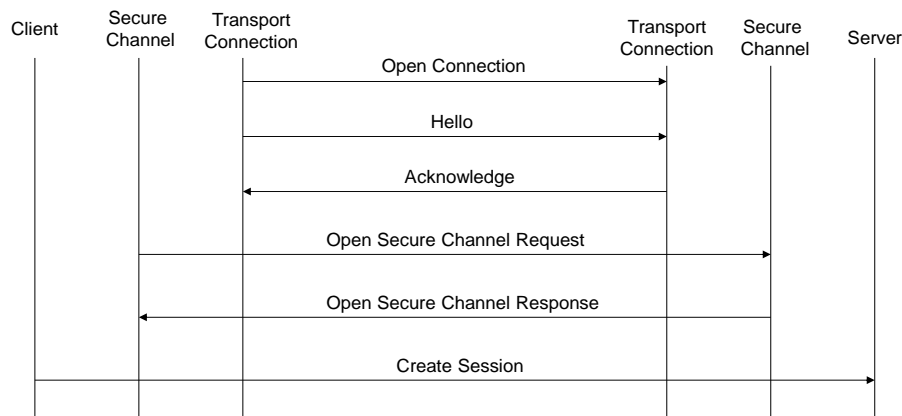 Client
Secure
Channel
Transport
Connection
Transport
Connection
Secure
Channel
Server
Open Connection
Hello
Acknowledge
Open Secure Channel Request
Open Secure Channel Response
Create Session